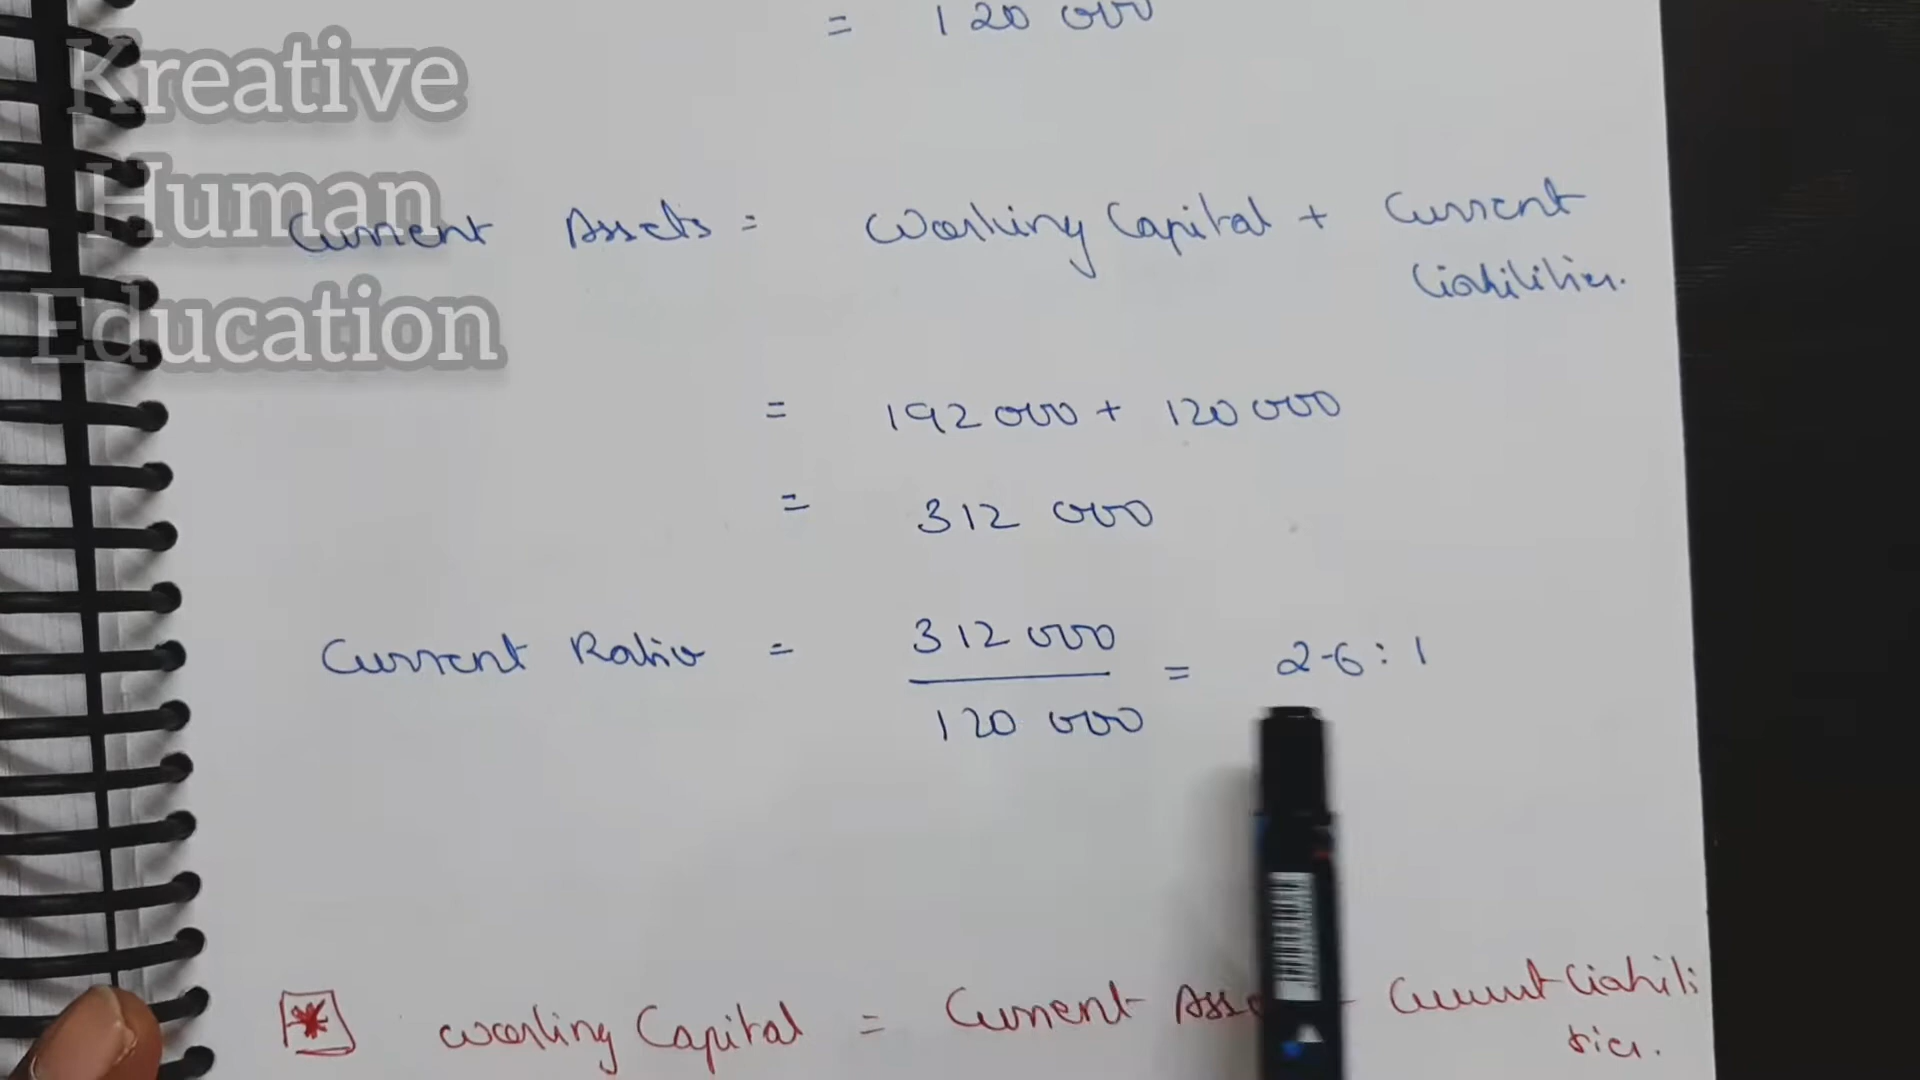 = 120 000
Kreative
Human
Education
Current Assets = Working Capital + Current
Liabilities.
= 192 000 + 120 000
= 312 000
Current Ratio = 312 000
120 000
= 2.6 : 1
* Working Capital = Current Asse - Current Liabili
ties.